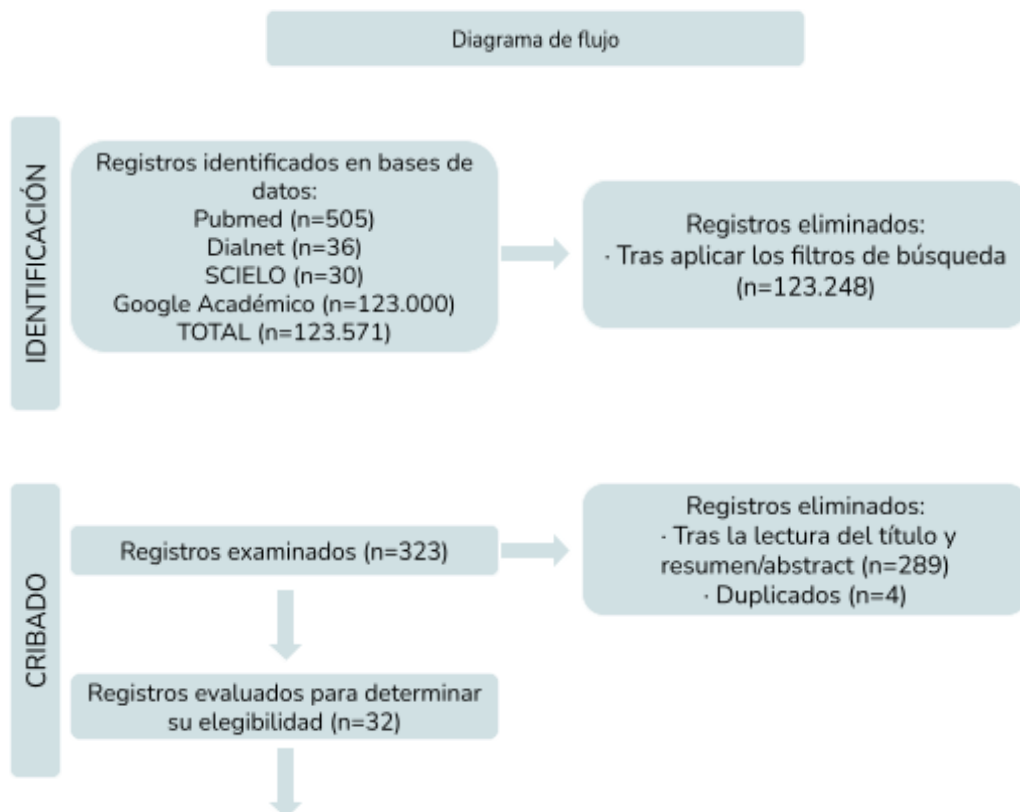 Diagrama de flujo
IDENTIFICACIÓN
Registros identificados en bases de
datos:
Pubmed (n=505)
Dialnet (n=36)
SCIELO (n=30)
Google Académico (n=123.000)
TOTAL (n=123.571)
Registros eliminados:
· Tras aplicar los filtros de búsqueda
(n=123.248)
CRIBADO
Registros examinados (n=323)
Registros eliminados:
· Tras la lectura del título y
resumen/abstract (n=289)
· Duplicados (n=4)
Registros evaluados para determinar
su elegibilidad (n=32)